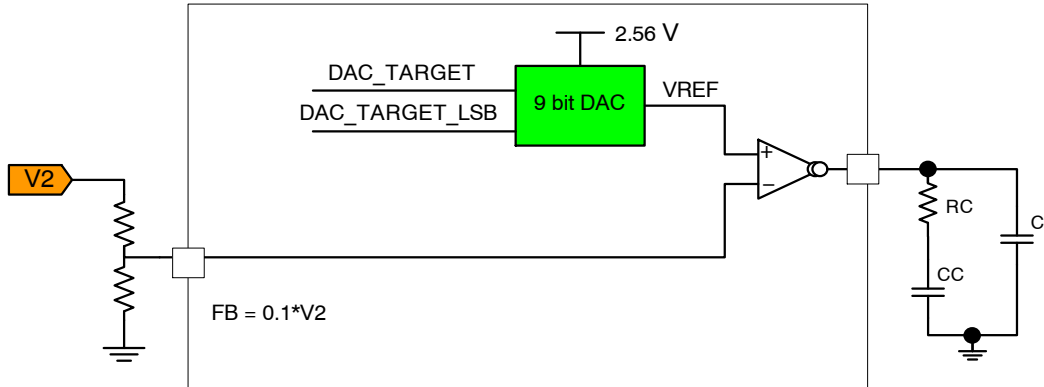 2.56 V
DAC_TARGET
DAC_TARGET_LSB
9 bit DAC
VREF
+
−
V2
RC
C
CC
FB = 0.1*V2